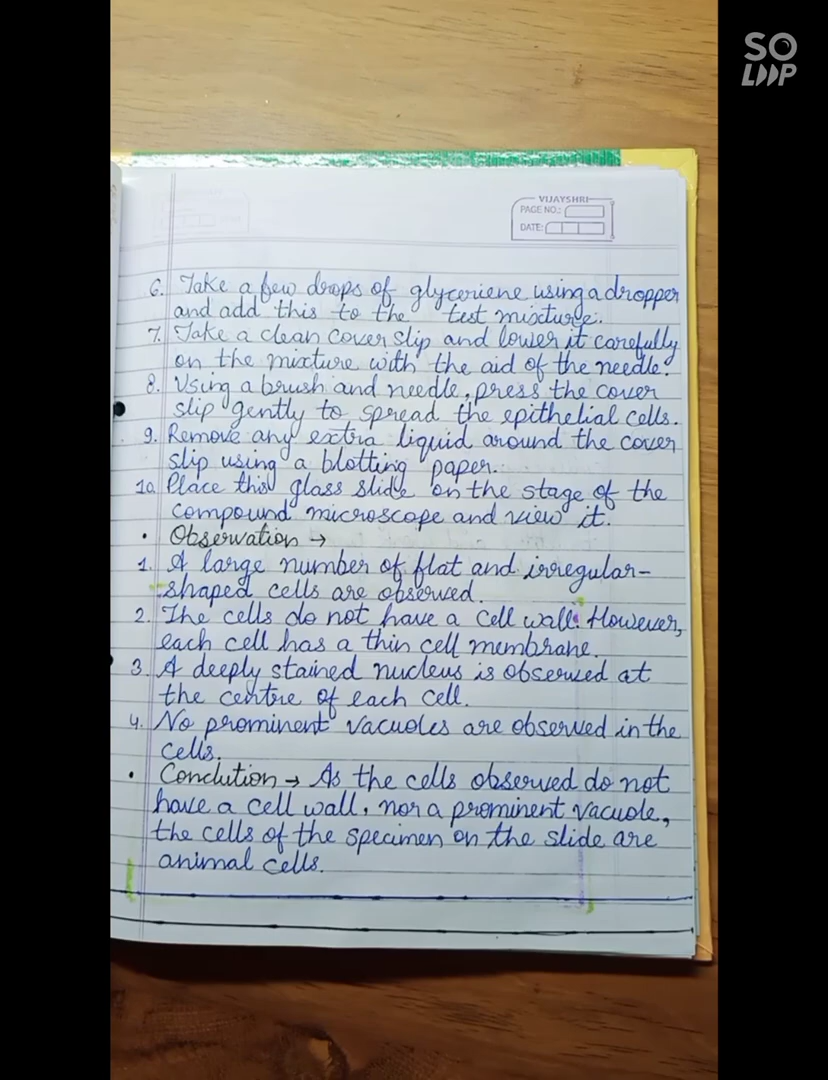 SO
LOOP
VIJAYSHRI
PAGE NO.:
DATE:
6. Take a few drops of glyceriene using a dropper
and add this to the test mixture.
7. Take a clean cover slip and lower it carefully
on the mixture with the aid of the needle.
8. Using a brush and needle, press the cover
slip gently to spread the epithelial cells.
9. Remove any extra liquid around the cover
slip using a blotting paper.
10. Place this glass slide on the stage of the
compound microscope and view it.
• Observation →
1. A large number of flat and irregular-
shaped cells are observed.
2. The cells do not have a cell wall. However,
each cell has a thin cell membrane.
3. A deeply stained nucleus is observed at
the centre of each cell.
4. No prominent vacuoles are observed in the
cells.
• Conclution → As the cells observed do not
have a cell wall, nor a prominent vacuole,
the cells of the specimen on the slide are
animal cells.